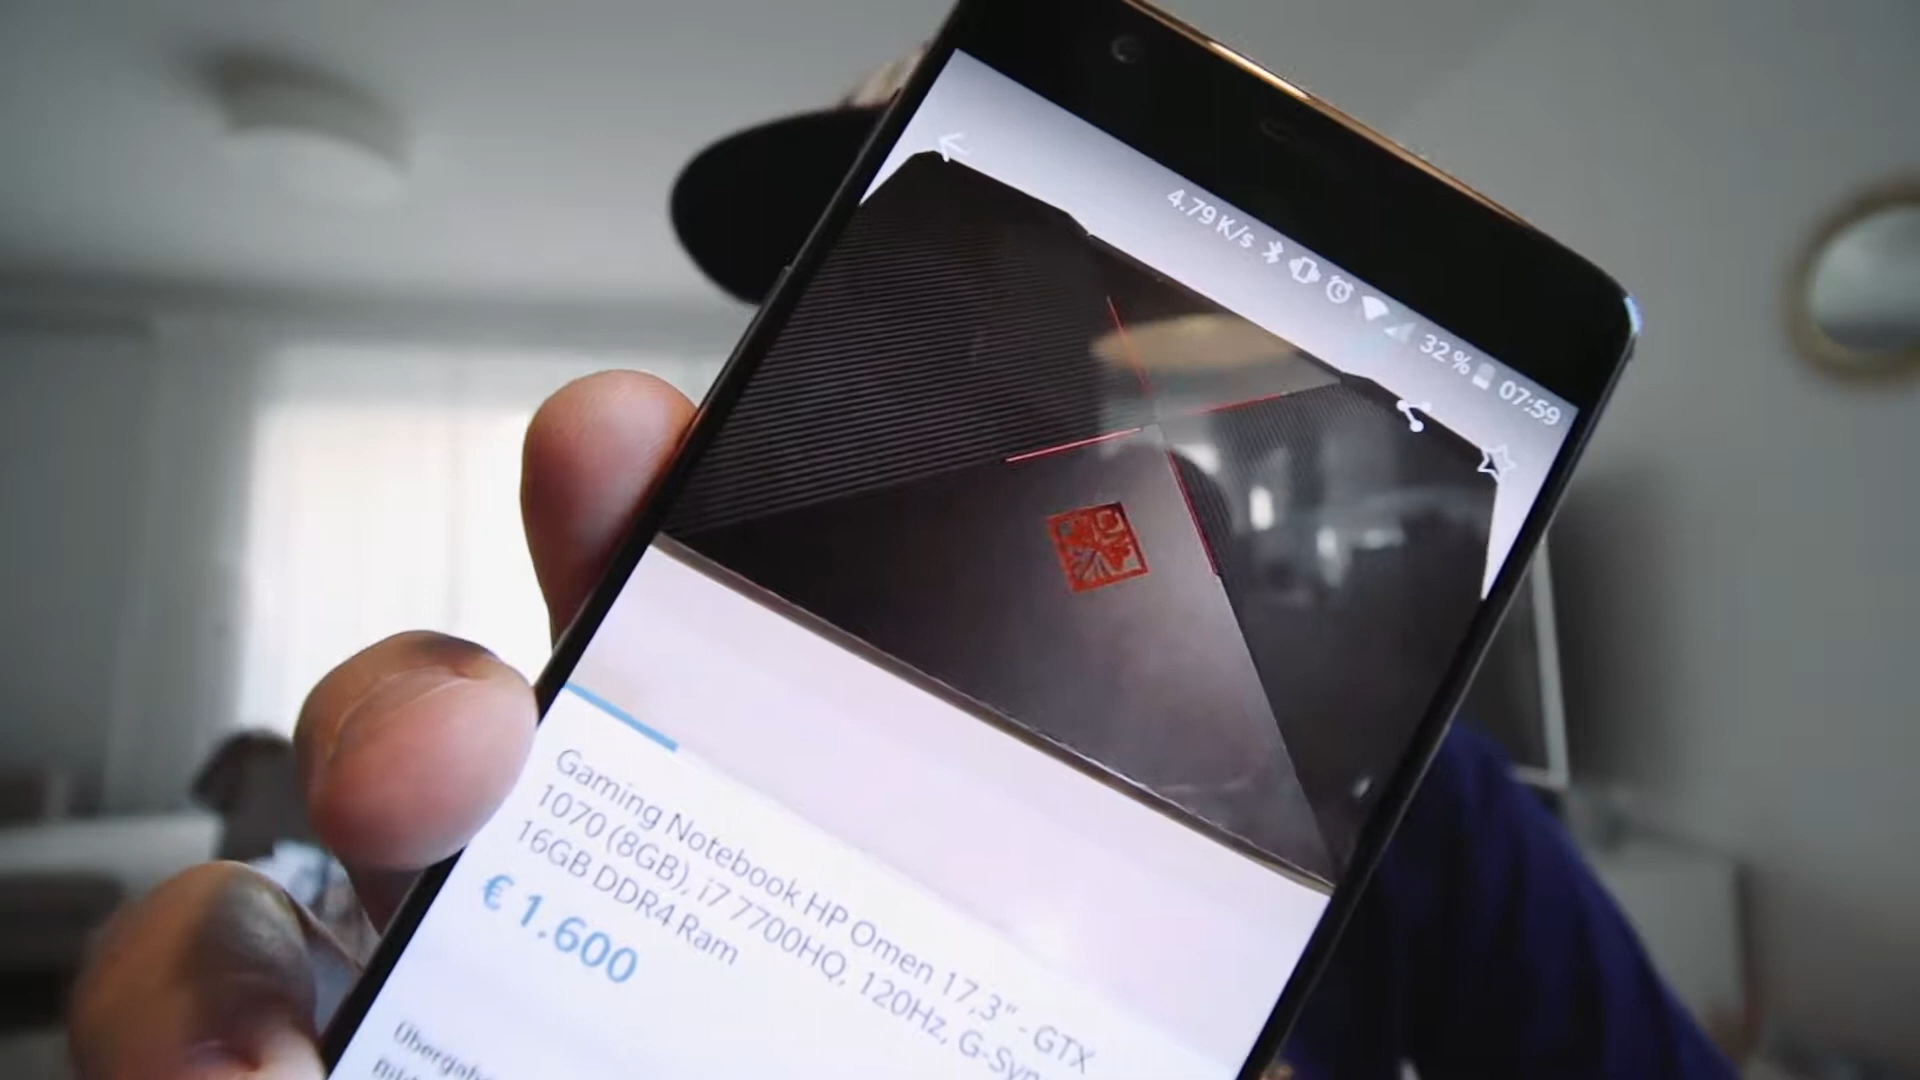 4.79 K/s 32 % 07:59
Gaming Notebook HP Omen 17,3" - GTX
1070 (8GB), i7 7700HQ, 120Hz, G-Syn
16GB DDR4 Ram
€ 1.600